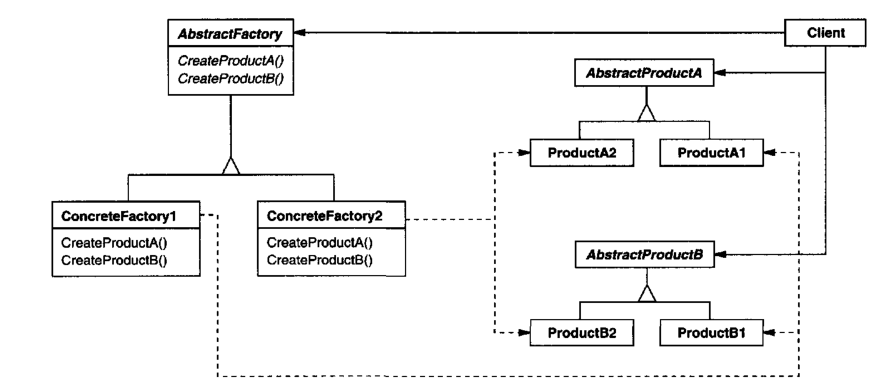 AbstractFactory
CreateProductA()
CreateProductB()
Client
AbstractProductA
ProductA2
ProductA1
ConcreteFactory1
CreateProductA()
CreateProductB()
ConcreteFactory2
CreateProductA()
CreateProductB()
AbstractProductB
ProductB2
ProductB1